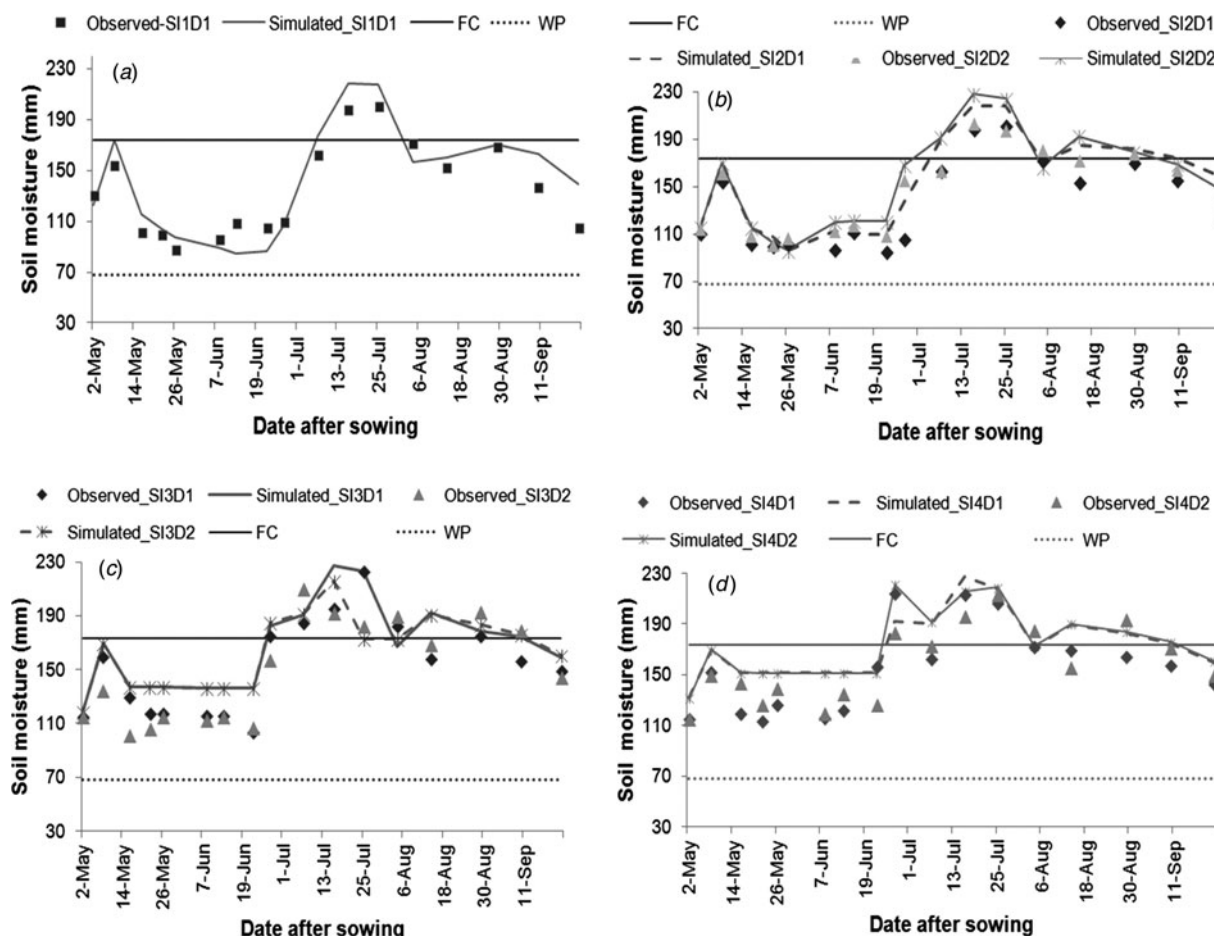 Observed-SI1D1 Simulated_SI1D1 FC WP
(a)
Soil moisture (mm)
230
190
150
110
70
30
2-May 14-May 26-May 7-Jun 19-Jun 1-Jul 13-Jul 25-Jul 6-Aug 18-Aug 30-Aug 11-Sep
Date after sowing
FC WP Observed_SI2D1
Simulated_SI2D1 Observed_SI2D2 Simulated_SI2D2
(b)
Soil moisture (mm)
230
190
150
110
70
30
2-May 14-May 26-May 7-Jun 19-Jun 1-Jul 13-Jul 25-Jul 6-Aug 18-Aug 30-Aug 11-Sep
Date after sowing
Observed_SI3D1 Simulated_SI3D1 Observed_SI3D2
Simulated_SI3D2 FC WP
(c)
Soil moisture (mm)
230
190
150
110
70
30
2-May 14-May 26-May 7-Jun 19-Jun 1-Jul 13-Jul 25-Jul 6-Aug 18-Aug 30-Aug 11-Sep
Date after sowing
Observed_SI4D1 Simulated_SI4D1 Observed_SI4D2
Simulated_SI4D2 FC WP
(d)
Soil moisture (mm)
230
190
150
110
70
30
2-May 14-May 26-May 7-Jun 19-Jun 1-Jul 13-Jul 25-Jul 6-Aug 18-Aug 30-Aug 11-Sep
Date after sowing